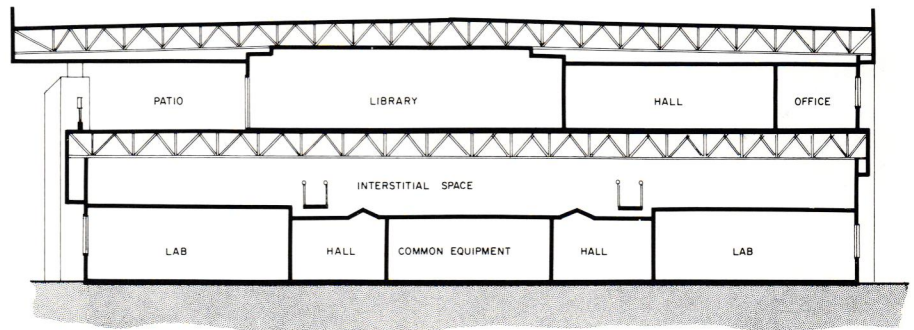 PATIO
LIBRARY
HALL
OFFICE
INTERSTITIAL SPACE
LAB
HALL
COMMON EQUIPMENT
HALL
LAB